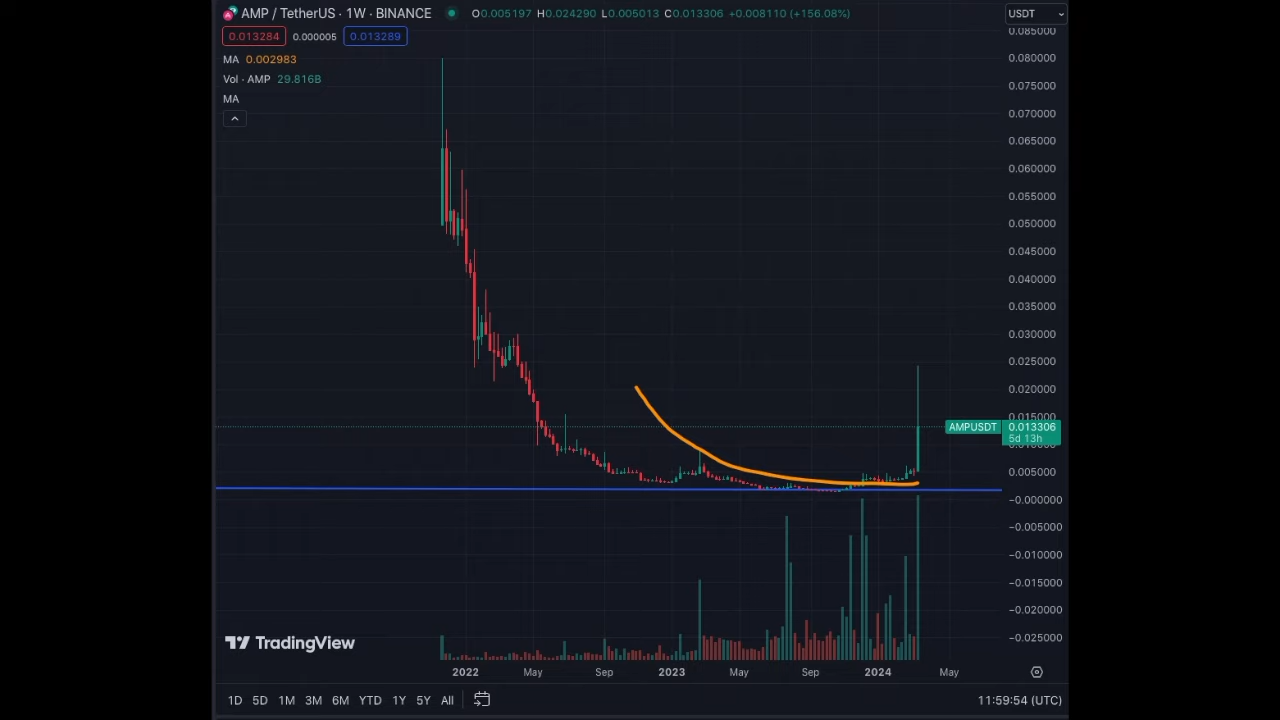 AMP / TetherUS · 1W · BINANCE O0.005197 H0.024290 L0.005013 C0.013306 +0.008110 (+156.08%)
USDT
0.013284 0.000005 0.013289
MA 0.002983
Vol · AMP 29.816B
MA
0.085000
0.080000
0.075000
0.070000
0.065000
0.060000
0.055000
0.050000
0.045000
0.040000
0.035000
0.030000
0.025000
0.020000
0.015000
AMPUSDT 0.013306
5d 13h
0.010000
0.005000
−0.000000
−0.005000
−0.010000
−0.015000
−0.020000
−0.025000
TradingView
2022 May Sep 2023 May Sep 2024 May
1D 5D 1M 3M 6M YTD 1Y 5Y All 11:59:54 (UTC)